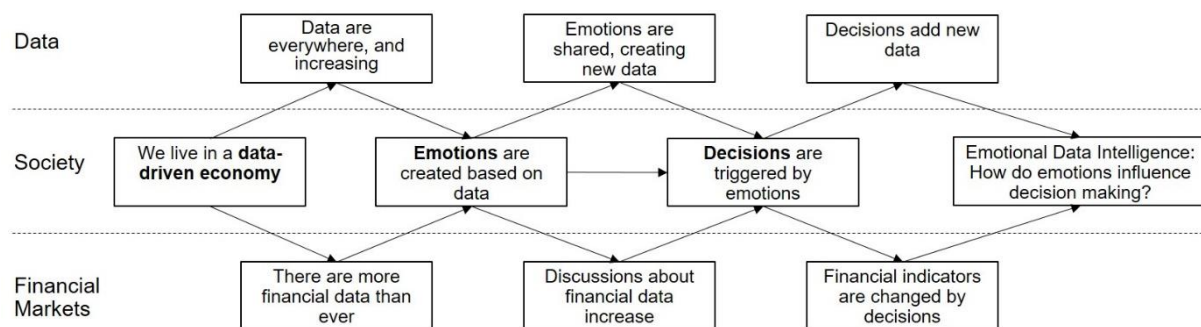 Data
Data are
everywhere, and
increasing
Emotions are
shared, creating
new data
Decisions add new
data
Society
We live in a data-
driven economy
Emotions are
created based on
data
Decisions are
triggered by
emotions
Emotional Data Intelligence:
How do emotions influence
decision making?
Financial
Markets
There are more
financial data than
ever
Discussions about
financial data
increase
Financial indicators
are changed by
decisions